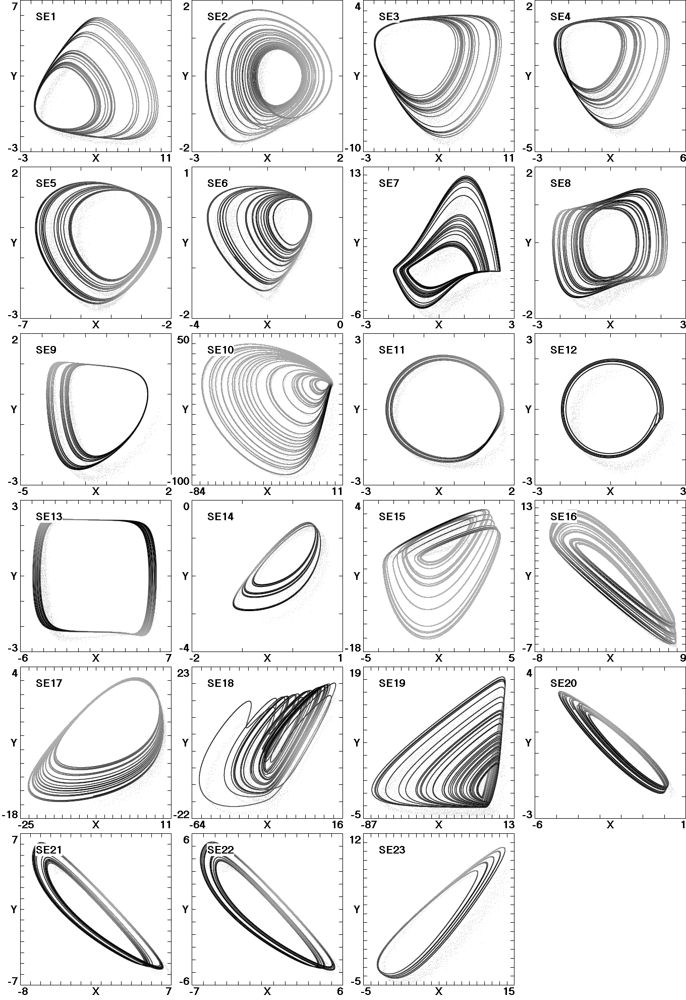 7 SE1 Y -3 -3 X 11
2 SE2 Y -2 -3 X 2
4 SE3 Y -10 -3 X 11
2 SE4 Y -5 -3 X 6
2 SE5 Y -3 -7 X -2
1 SE6 Y -2 -4 X 0
13 SE7 Y -6 -3 X 3
2 SE8 Y -2 -3 X 3
2 SE9 Y -3 -5 X 2
50 SE10 Y -100 -84 X 11
3 SE11 Y -3 -3 X 2
3 SE12 Y -3 -3 X 3
3 SE13 Y -3 -6 X 7
0 SE14 Y -4 -2 X 1
4 SE15 Y -18 -5 X 5
13 SE16 Y -7 -8 X 9
4 SE17 Y -18 -25 X 11
23 SE18 Y -22 -64 X 16
19 SE19 Y -5 -87 X 13
4 SE20 Y -3 -6 X 1
7 SE21 Y -7 -8 X 7
6 SE22 Y -6 -7 X 6
12 SE23 Y -5 -5 X 15